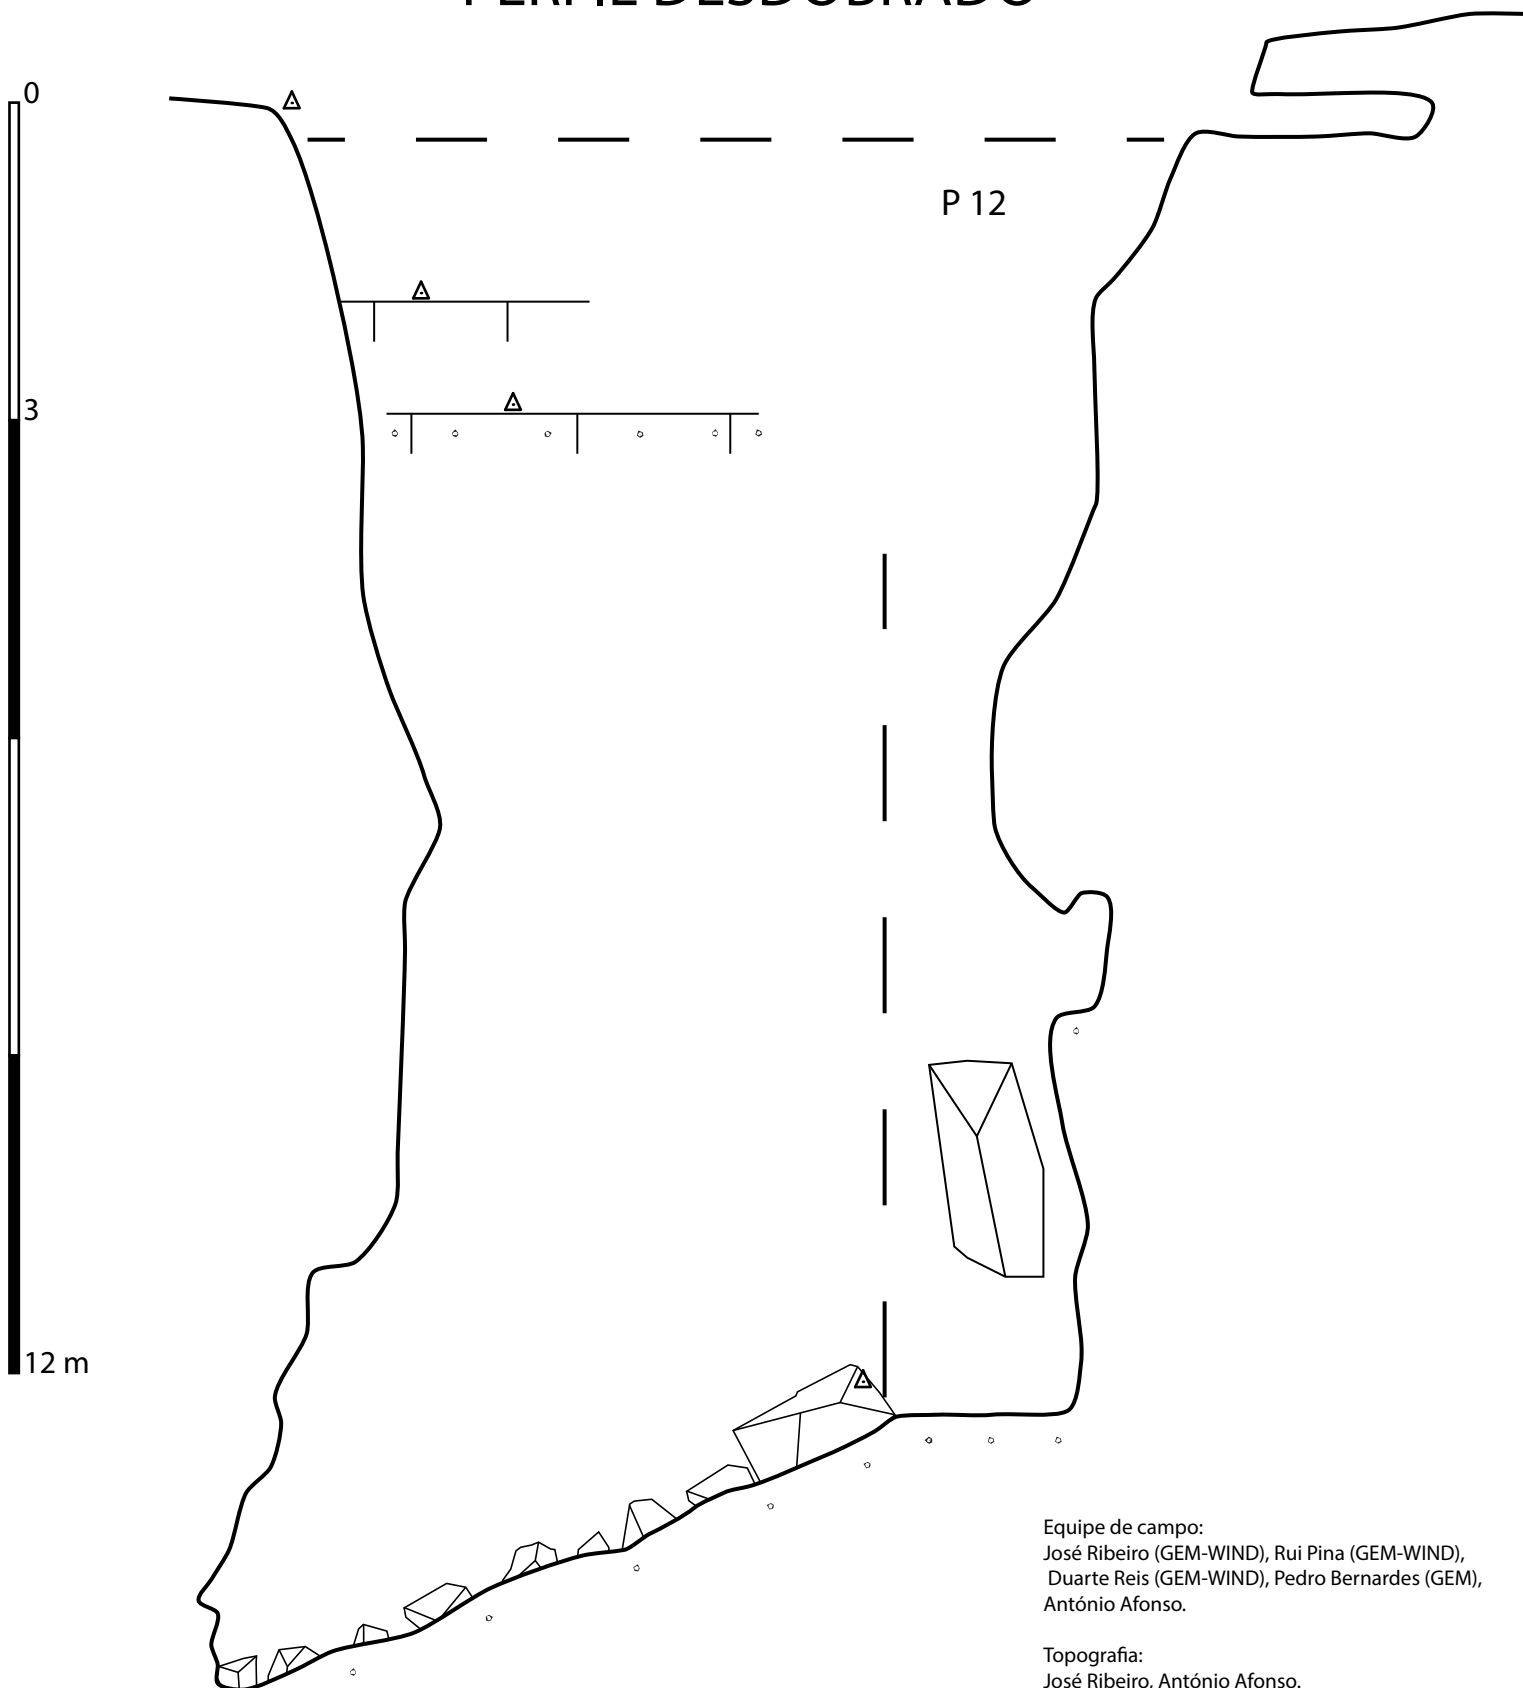 PERFIL DESDOBRADO
0
P 12
3
12 m
Equipe de campo:
José Ribeiro (GEM-WIND), Rui Pina (GEM-WIND),
Duarte Reis (GEM-WIND), Pedro Bernardes (GEM),
António Afonso.
Topografia:
José Ribeiro, António Afonso.